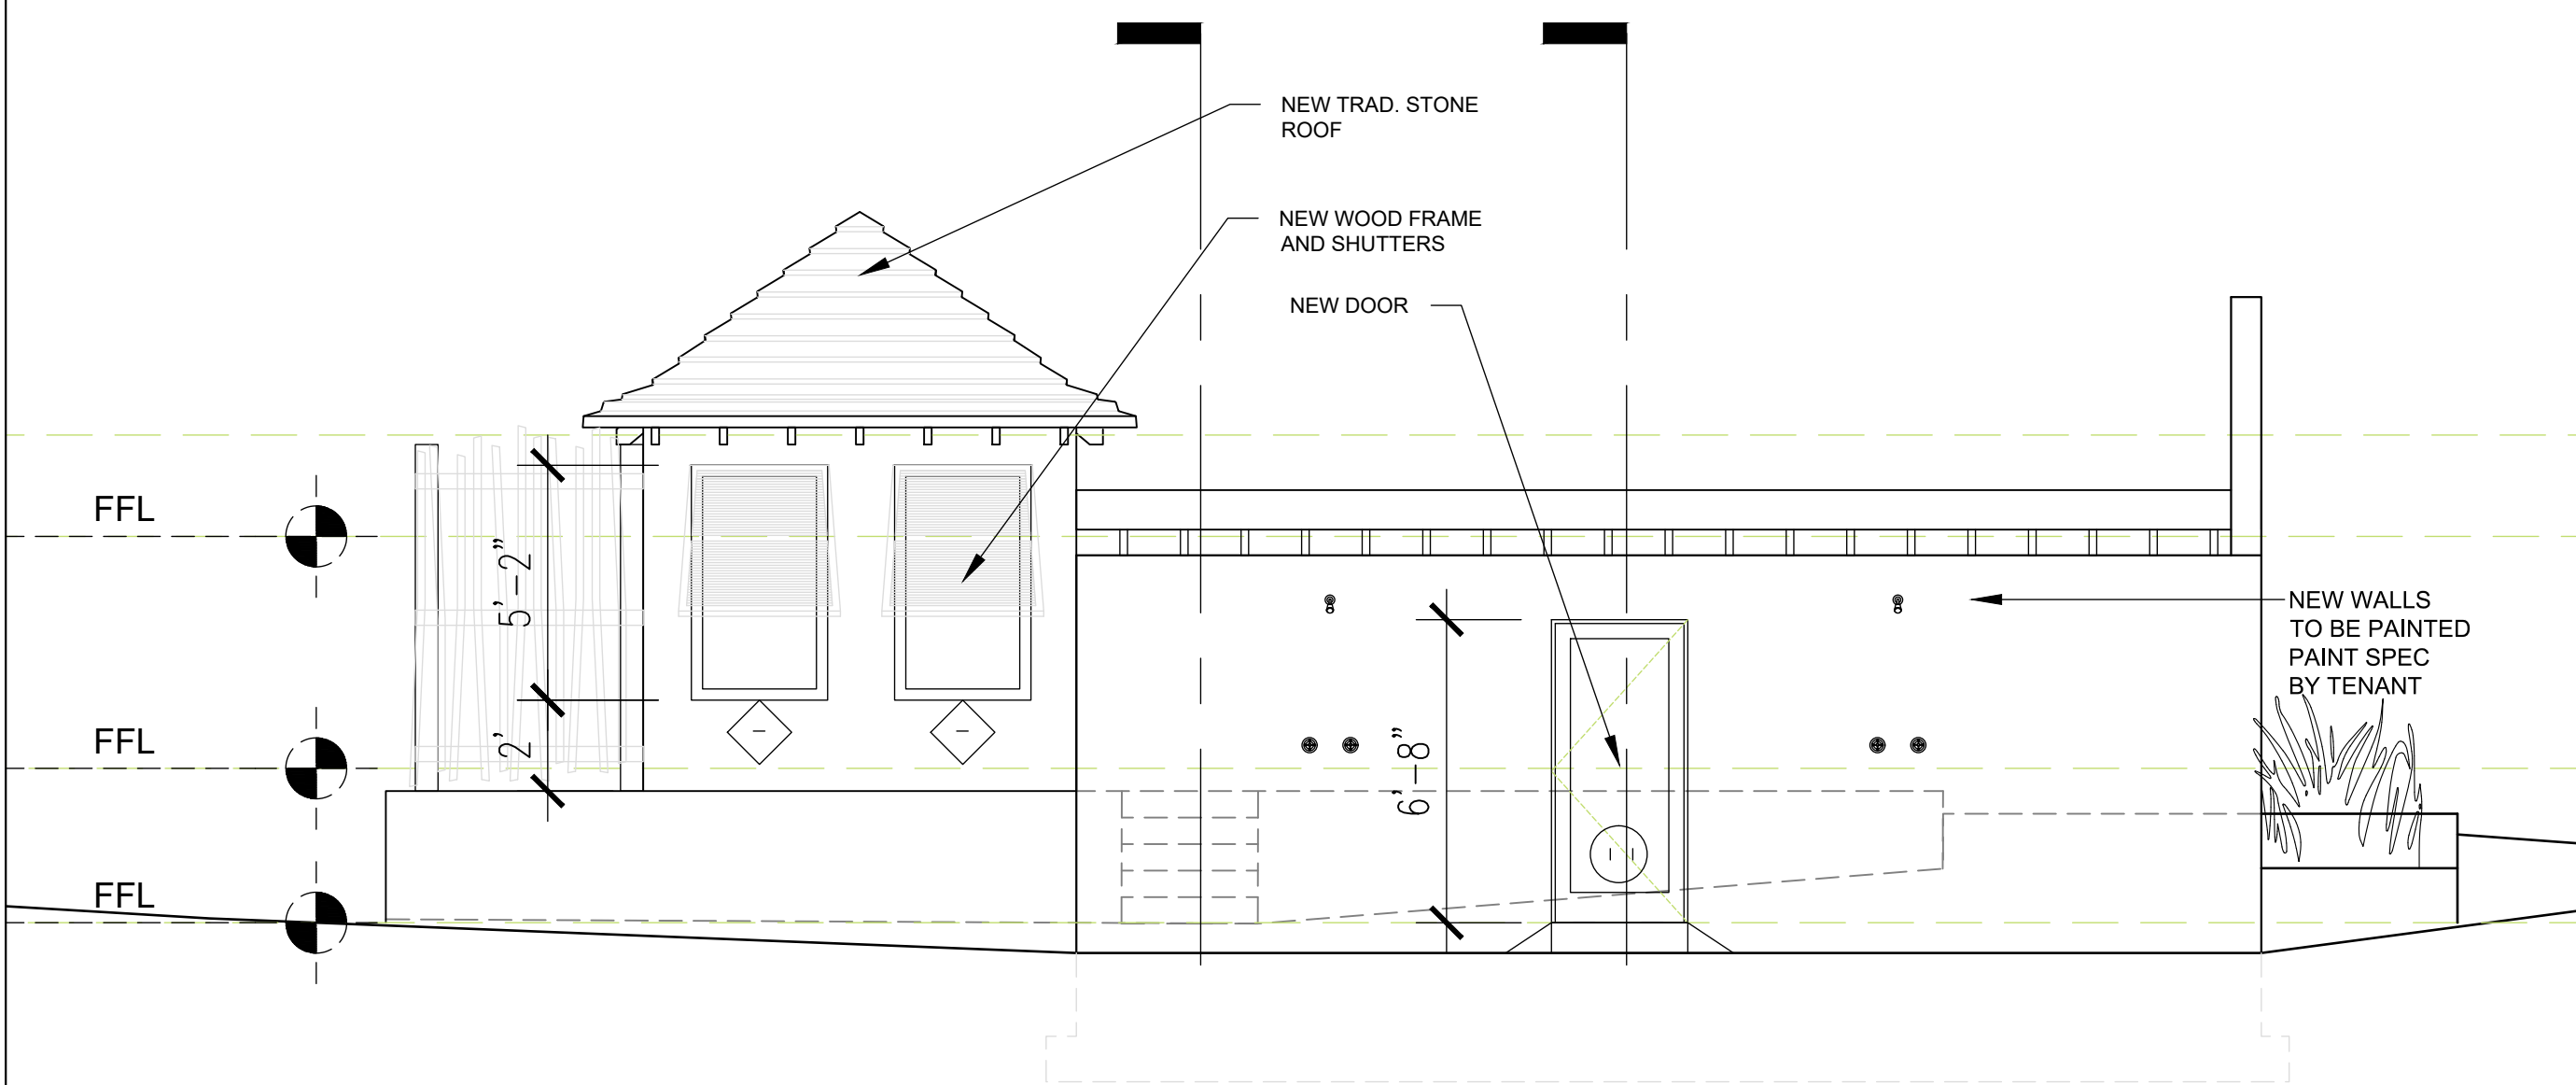 NEW TRAD. STONE
ROOF
NEW WOOD FRAME
AND SHUTTERS
NEW DOOR
FFL
5'-2"
NEW WALLS
TO BE PAINTED
PAINT SPEC
BY TENANT
FFL
2'
6'-8"
FFL